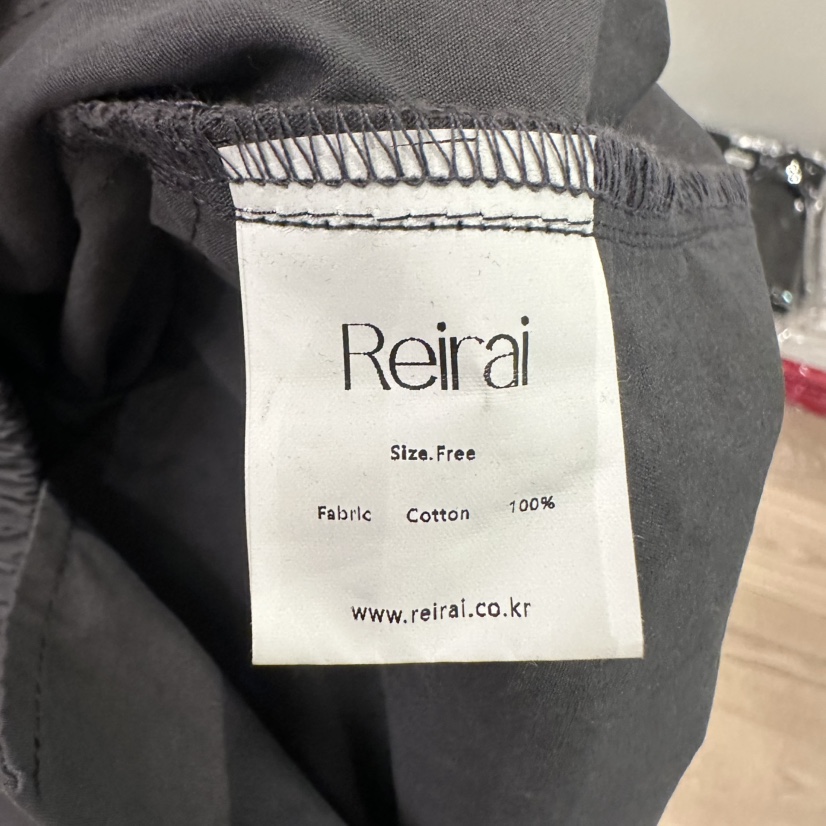 Reirai
Size.Free
Fabric Cotton 100%
www.reirai.co.kr